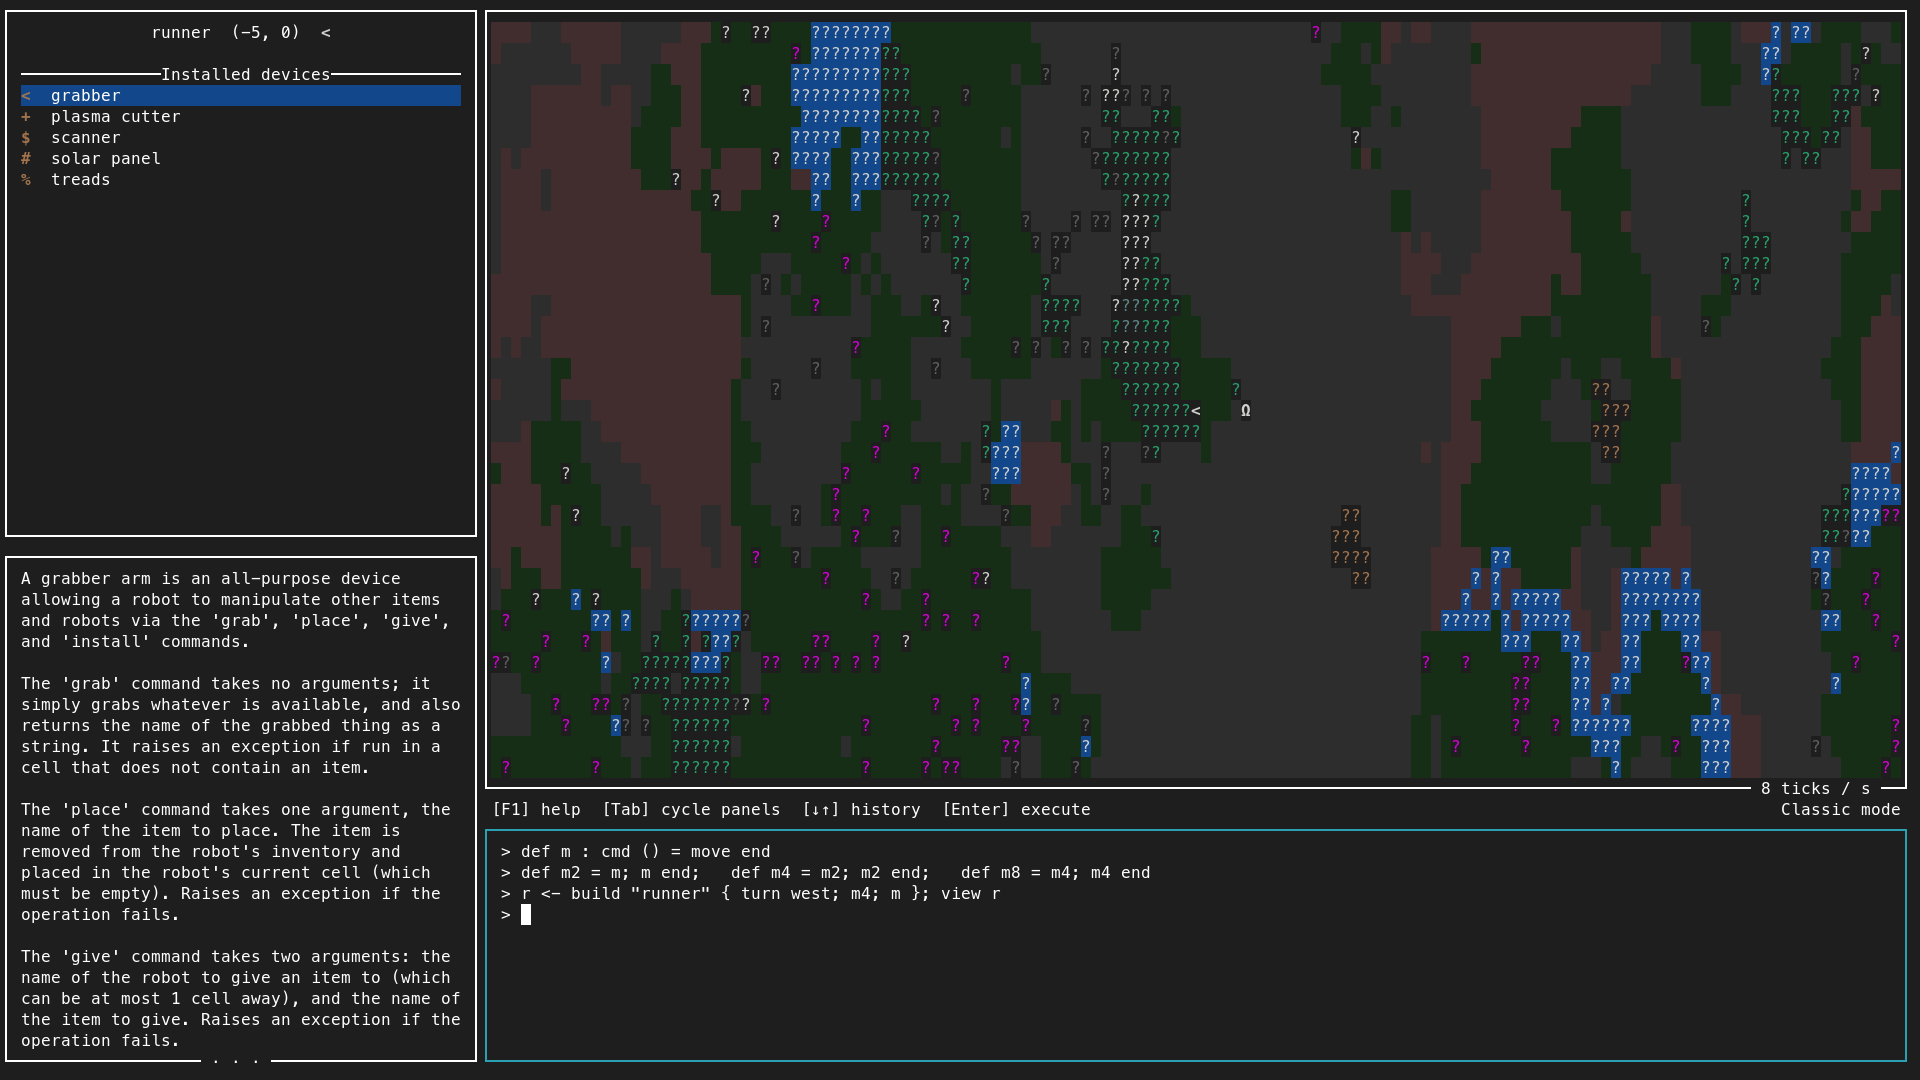 runner  (−5, 0)  <
Installed devices
<  grabber
+  plasma cutter
$  scanner
#  solar panel
%  treads
A grabber arm is an all−purpose device
allowing a robot to manipulate other items
and robots via the 'grab', 'place', 'give',
and 'install' commands.
The 'grab' command takes no arguments; it
simply grabs whatever is available, and also
returns the name of the grabbed thing as a
string. It raises an exception if run in a
cell that does not contain an item.
The 'place' command takes one argument, the
name of the item to place. The item is
removed from the robot's inventory and
placed in the robot's current cell (which
must be empty). Raises an exception if the
operation fails.
The 'give' command takes two arguments: the
name of the robot to give an item to (which
can be at most 1 cell away), and the name of
the item to give. Raises an exception if the
operation fails.
. . .
<  Ω
8 ticks / s
[F1] help  [Tab] cycle panels  [↓↑] history  [Enter] execute
Classic mode
> def m : cmd () = move end
> def m2 = m; m end;   def m4 = m2; m2 end;   def m8 = m4; m4 end
> r <− build "runner" { turn west; m4; m }; view r
>